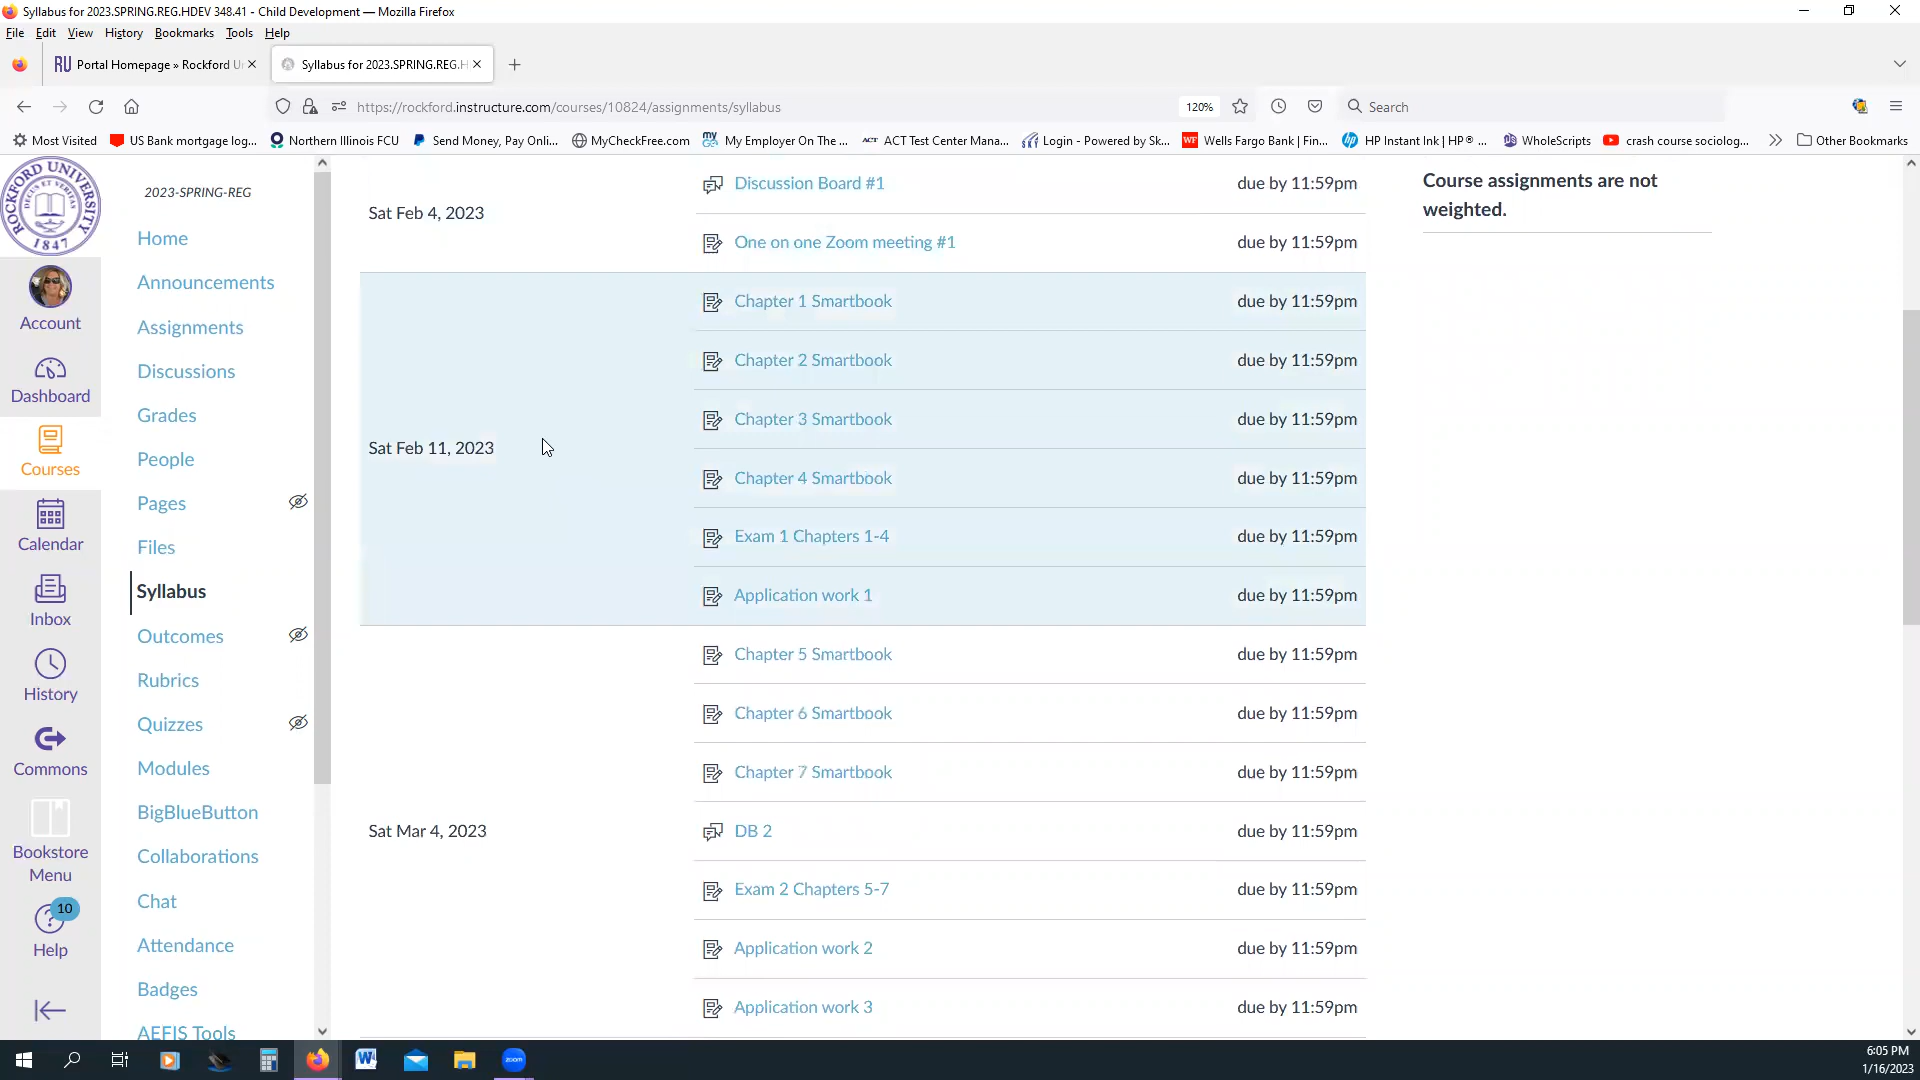 Syllabus for 2023.SPRING.REG.HDEV 348.41 - Child Development — Mozilla Firefox
File Edit View History Bookmarks Tools Help
Portal Homepage » Rockford U
Syllabus for 2023.SPRING.REG.H
https://rockford.instructure.com/courses/10824/assignments/syllabus
120%
Search
Most Visited
US Bank mortgage log...
Northern Illinois FCU
Send Money, Pay Onli...
MyCheckFree.com
My Employer On The ...
ACT Test Center Mana...
Login - Powered by Sk...
Wells Fargo Bank | Fin...
HP Instant Ink | HP® ...
WholeScripts
crash course sociolog...
Other Bookmarks
ROCKFORD UNIVERSITY
1847
Account
Dashboard
Courses
Calendar
Inbox
History
Commons
Bookstore
Menu
10
Help
2023-SPRING-REG
Home
Announcements
Assignments
Discussions
Grades
People
Pages
Files
Syllabus
Outcomes
Rubrics
Quizzes
Modules
BigBlueButton
Collaborations
Chat
Attendance
Badges
AEFIS Tools
Sat Feb 4, 2023
Discussion Board #1 due by 11:59pm
One on one Zoom meeting #1 due by 11:59pm
Sat Feb 11, 2023
Chapter 1 Smartbook due by 11:59pm
Chapter 2 Smartbook due by 11:59pm
Chapter 3 Smartbook due by 11:59pm
Chapter 4 Smartbook due by 11:59pm
Exam 1 Chapters 1-4 due by 11:59pm
Application work 1 due by 11:59pm
Sat Mar 4, 2023
Chapter 5 Smartbook due by 11:59pm
Chapter 6 Smartbook due by 11:59pm
Chapter 7 Smartbook due by 11:59pm
DB 2 due by 11:59pm
Exam 2 Chapters 5-7 due by 11:59pm
Application work 2 due by 11:59pm
Application work 3 due by 11:59pm
Course assignments are not
weighted.
zoom
6:05 PM
1/16/2023